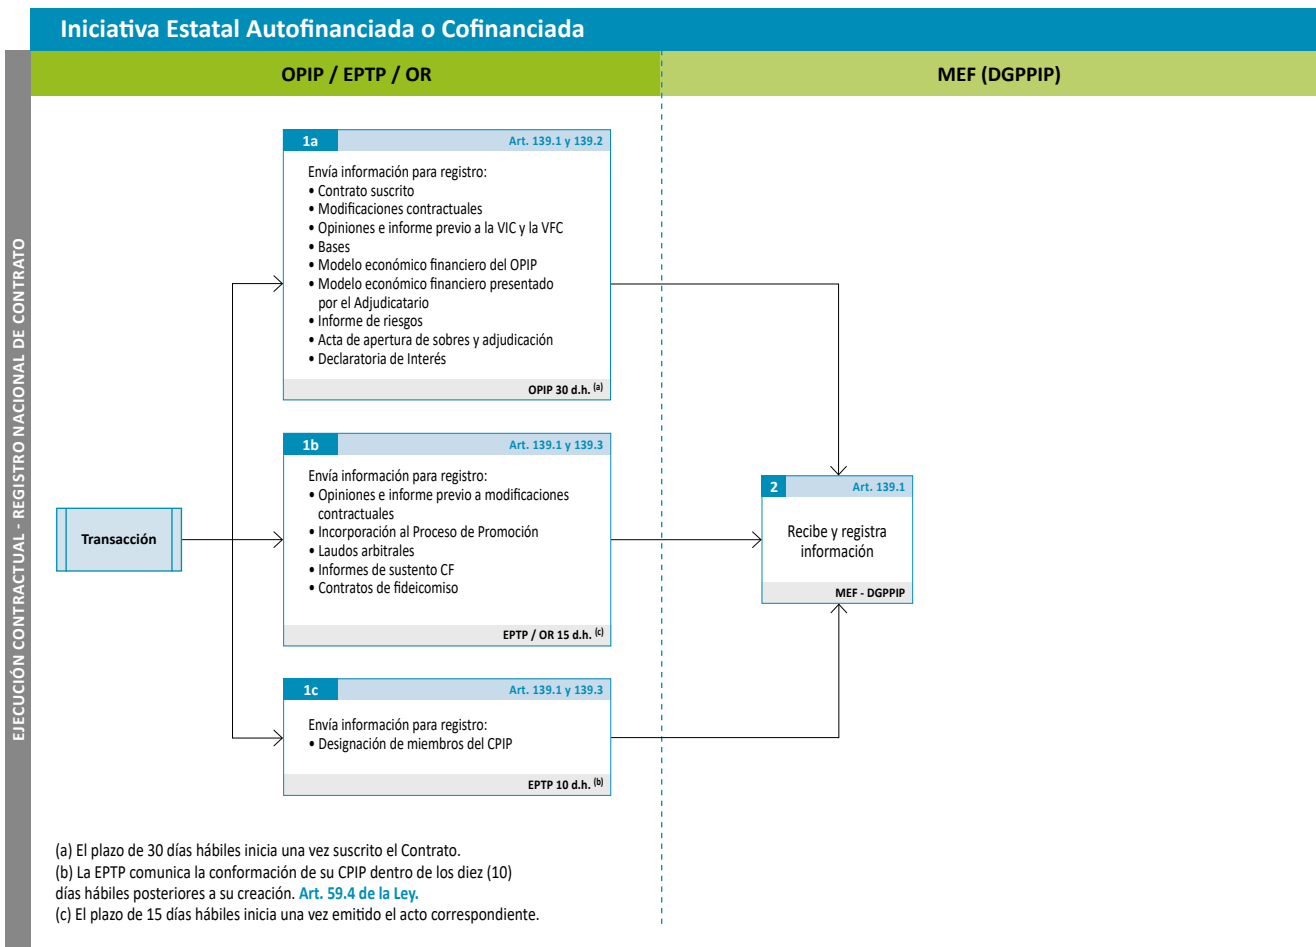 Iniciativa Estatal Autofinanciada o Cofinanciada
OPIP / EPTP / OR
MEF (DGPPIP)
EJECUCIÓN CONTRACTUAL - REGISTRO NACIONAL DE CONTRATO
1a
Art. 139.1 y 139.2
Envía información para registro:
• Contrato suscrito
• Modificaciones contractuales
• Opiniones e informe previo a la VIC y la VFC
• Bases
• Modelo económico financiero del OPIP
• Modelo económico financiero presentado
por el Adjudicatario
• Informe de riesgos
• Acta de apertura de sobres y adjudicación
• Declaratoria de Interés
OPIP 30 d.h. (a)
1b
Art. 139.1 y 139.3
Envía información para registro:
• Opiniones e informe previo a modificaciones
contractuales
• Incorporación al Proceso de Promoción
• Laudos arbitrales
• Informes de sustento CF
• Contratos de fideicomiso
EPTP / OR 15 d.h. (c)
Transacción
2
Art. 139.1
Recibe y registra
información
MEF - DGPPIP
1c
Art. 139.1 y 139.3
Envía información para registro:
• Designación de miembros del CPIP
EPTP 10 d.h. (b)
(a) El plazo de 30 días hábiles inicia una vez suscrito el Contrato.
(b) La EPTP comunica la conformación de su CPIP dentro de los diez (10)
días hábiles posteriores a su creación. Art. 59.4 de la Ley.
(c) El plazo de 15 días hábiles inicia una vez emitido el acto correspondiente.